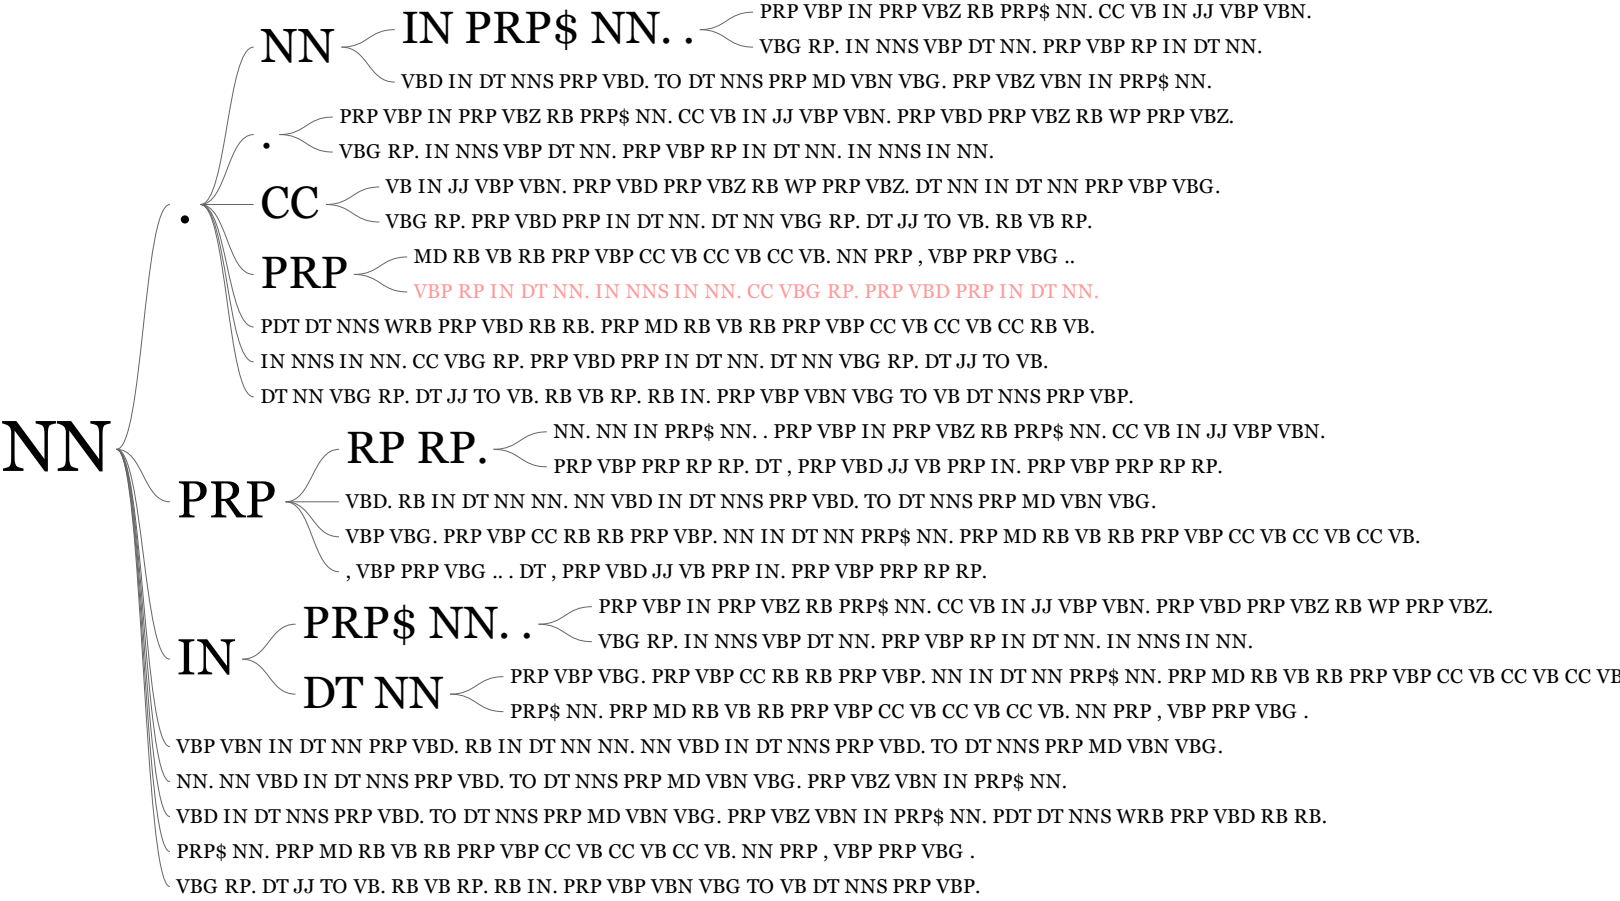 NN
.
NN
IN PRP$ NN. .
PRP VBP IN PRP VBZ RB PRP$ NN. CC VB IN JJ VBP VBN.
VBG RP. IN NNS VBP DT NN. PRP VBP RP IN DT NN.
VBD IN DT NNS PRP VBD. TO DT NNS PRP MD VBN VBG. PRP VBZ VBN IN PRP$ NN.
.
PRP VBP IN PRP VBZ RB PRP$ NN. CC VB IN JJ VBP VBN. PRP VBD PRP VBZ RB WP PRP VBZ.
VBG RP. IN NNS VBP DT NN. PRP VBP RP IN DT NN. IN NNS IN NN.
CC
VB IN JJ VBP VBN. PRP VBD PRP VBZ RB WP PRP VBZ. DT NN IN DT NN PRP VBP VBG.
VBG RP. PRP VBD PRP IN DT NN. DT NN VBG RP. DT JJ TO VB. RB VB RP.
PRP
MD RB VB RB PRP VBP CC VB CC VB CC VB. NN PRP , VBP PRP VBG ..
VBP RP IN DT NN. IN NNS IN NN. CC VBG RP. PRP VBD PRP IN DT NN.
PDT DT NNS WRB PRP VBD RB RB. PRP MD RB VB RB PRP VBP CC VB CC VB CC RB VB.
IN NNS IN NN. CC VBG RP. PRP VBD PRP IN DT NN. DT NN VBG RP. DT JJ TO VB.
DT NN VBG RP. DT JJ TO VB. RB VB RP. RB IN. PRP VBP VBN VBG TO VB DT NNS PRP VBP.
PRP
RP RP.
NN. NN IN PRP$ NN. . PRP VBP IN PRP VBZ RB PRP$ NN. CC VB IN JJ VBP VBN.
PRP VBP PRP RP RP. DT , PRP VBD JJ VB PRP IN. PRP VBP PRP RP RP.
VBD. RB IN DT NN NN. NN VBD IN DT NNS PRP VBD. TO DT NNS PRP MD VBN VBG.
VBP VBG. PRP VBP CC RB RB PRP VBP. NN IN DT NN PRP$ NN. PRP MD RB VB RB PRP VBP CC VB CC VB CC VB.
, VBP PRP VBG .. . DT , PRP VBD JJ VB PRP IN. PRP VBP PRP RP RP.
IN
PRP$ NN. .
PRP VBP IN PRP VBZ RB PRP$ NN. CC VB IN JJ VBP VBN. PRP VBD PRP VBZ RB WP PRP VBZ.
VBG RP. IN NNS VBP DT NN. PRP VBP RP IN DT NN. IN NNS IN NN.
DT NN
PRP VBP VBG. PRP VBP CC RB RB PRP VBP. NN IN DT NN PRP$ NN. PRP MD RB VB RB PRP VBP CC VB CC VB CC VB
PRP$ NN. PRP MD RB VB RB PRP VBP CC VB CC VB CC VB. NN PRP , VBP PRP VBG .
VBP VBN IN DT NN PRP VBD. RB IN DT NN NN. NN VBD IN DT NNS PRP VBD. TO DT NNS PRP MD VBN VBG.
NN. NN VBD IN DT NNS PRP VBD. TO DT NNS PRP MD VBN VBG. PRP VBZ VBN IN PRP$ NN.
VBD IN DT NNS PRP VBD. TO DT NNS PRP MD VBN VBG. PRP VBZ VBN IN PRP$ NN. PDT DT NNS WRB PRP VBD RB RB.
PRP$ NN. PRP MD RB VB RB PRP VBP CC VB CC VB CC VB. NN PRP , VBP PRP VBG .
VBG RP. DT JJ TO VB. RB VB RP. RB IN. PRP VBP VBN VBG TO VB DT NNS PRP VBP.